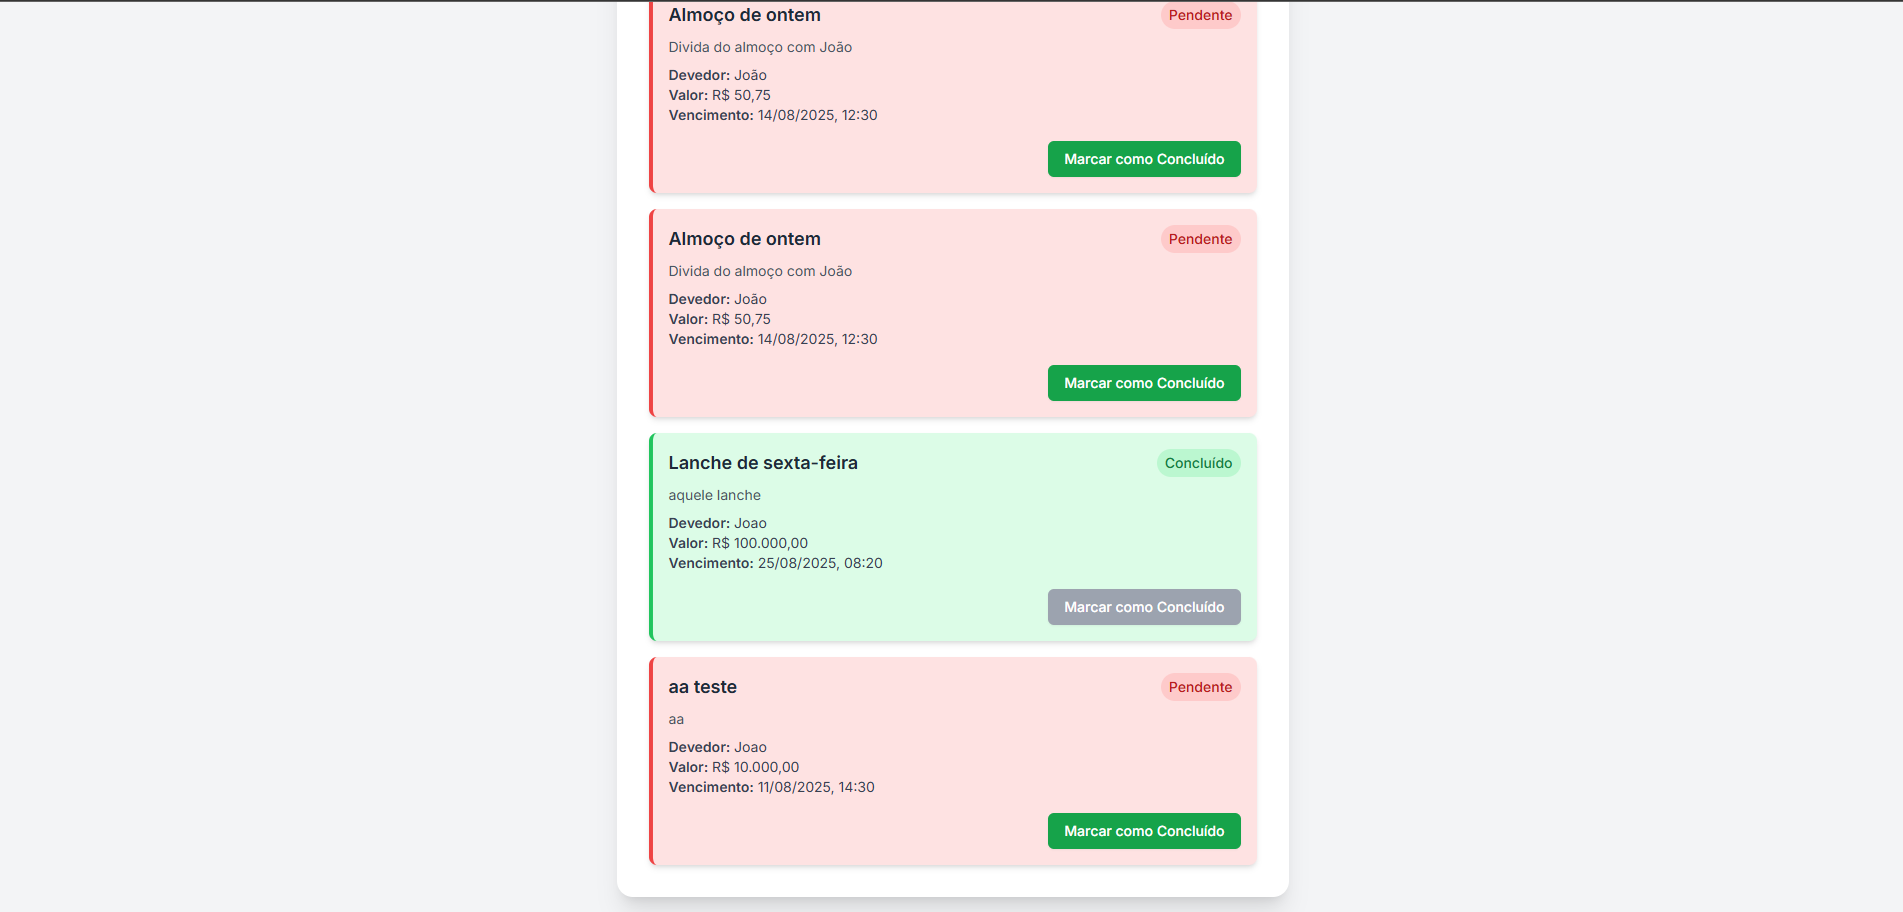 Almoço de ontem Pendente
Divida do almoço com João
Devedor: João
Valor: R$ 50,75
Vencimento: 14/08/2025, 12:30
Marcar como Concluído
Almoço de ontem Pendente
Divida do almoço com João
Devedor: João
Valor: R$ 50,75
Vencimento: 14/08/2025, 12:30
Marcar como Concluído
Lanche de sexta-feira Concluído
aquele lanche
Devedor: Joao
Valor: R$ 100.000,00
Vencimento: 25/08/2025, 08:20
Marcar como Concluído
aa teste Pendente
aa
Devedor: Joao
Valor: R$ 10.000,00
Vencimento: 11/08/2025, 14:30
Marcar como Concluído